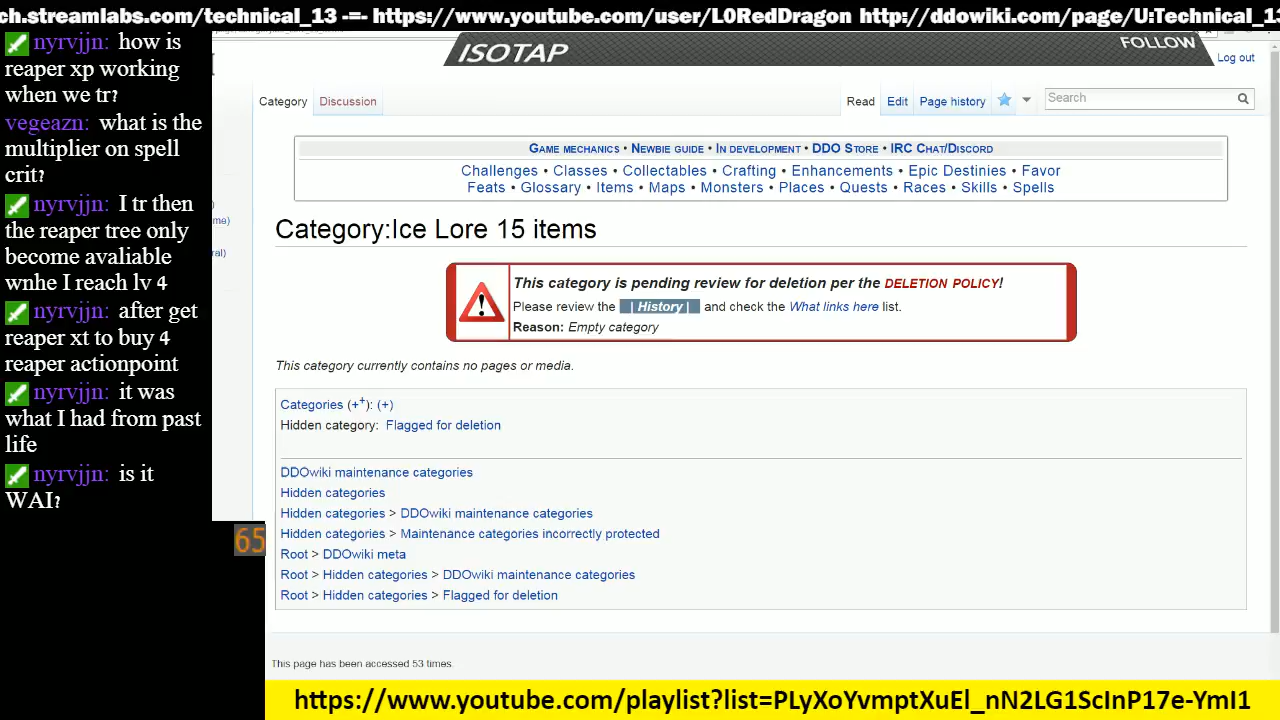 ch.streamlabs.com/technical_13 -=- https://www.youtube.com/user/L0RedDragon http://ddowiki.com/page/U:Technical_13
nyrvjjn: how is
reaper xp working
when we tr?
vegeazn: what is the
multiplier on spell
crit?
nyrvjjn: I tr then
the reaper tree only
become avaliable
wnhe I reach lv 4
nyrvjjn: after get
reaper xt to buy 4
reaper actionpoint
nyrvjjn: it was
what I had from past
life
nyrvjjn: is it
WAI?
65
me)
ral)
ISOTAP
FOLLOW
Log out
Category Discussion
Read Edit Page history
Search
Game mechanics • Newbie guide • In development • DDO Store • IRC Chat/Discord
Challenges • Classes • Collectables • Crafting • Enhancements • Epic Destinies • Favor
Feats • Glossary • Items • Maps • Monsters • Places • Quests • Races • Skills • Spells
Category:Ice Lore 15 items
This category is pending review for deletion per the DELETION POLICY!
Please review the | History | and check the What links here list.
Reason: Empty category
This category currently contains no pages or media.
Categories (++): (+)
Hidden category: Flagged for deletion
DDOwiki maintenance categories
Hidden categories
Hidden categories > DDOwiki maintenance categories
Hidden categories > Maintenance categories incorrectly protected
Root > DDOwiki meta
Root > Hidden categories > DDOwiki maintenance categories
Root > Hidden categories > Flagged for deletion
This page has been accessed 53 times.
https://www.youtube.com/playlist?list=PLyXoYvmptXuEl_nN2LG1ScInP17e-YmI1